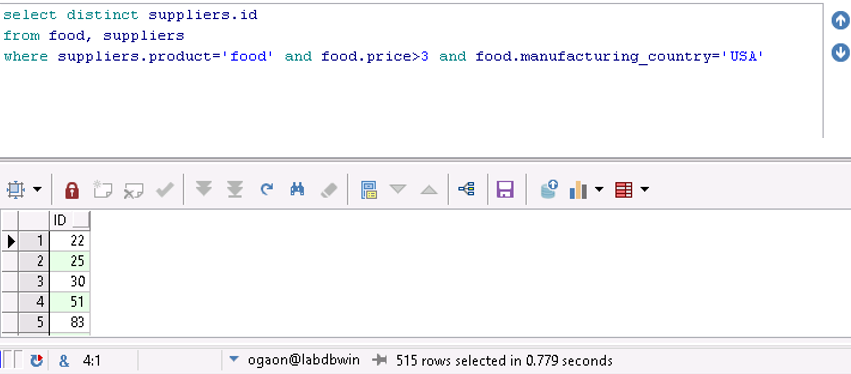 select distinct suppliers.id
from food, suppliers
where suppliers.product='food' and food.price>3 and food.manufacturing_country='USA'
ID
1 22
2 25
3 30
4 51
5 83
& 4:1 ogaon@labdbwin 515 rows selected in 0.779 seconds